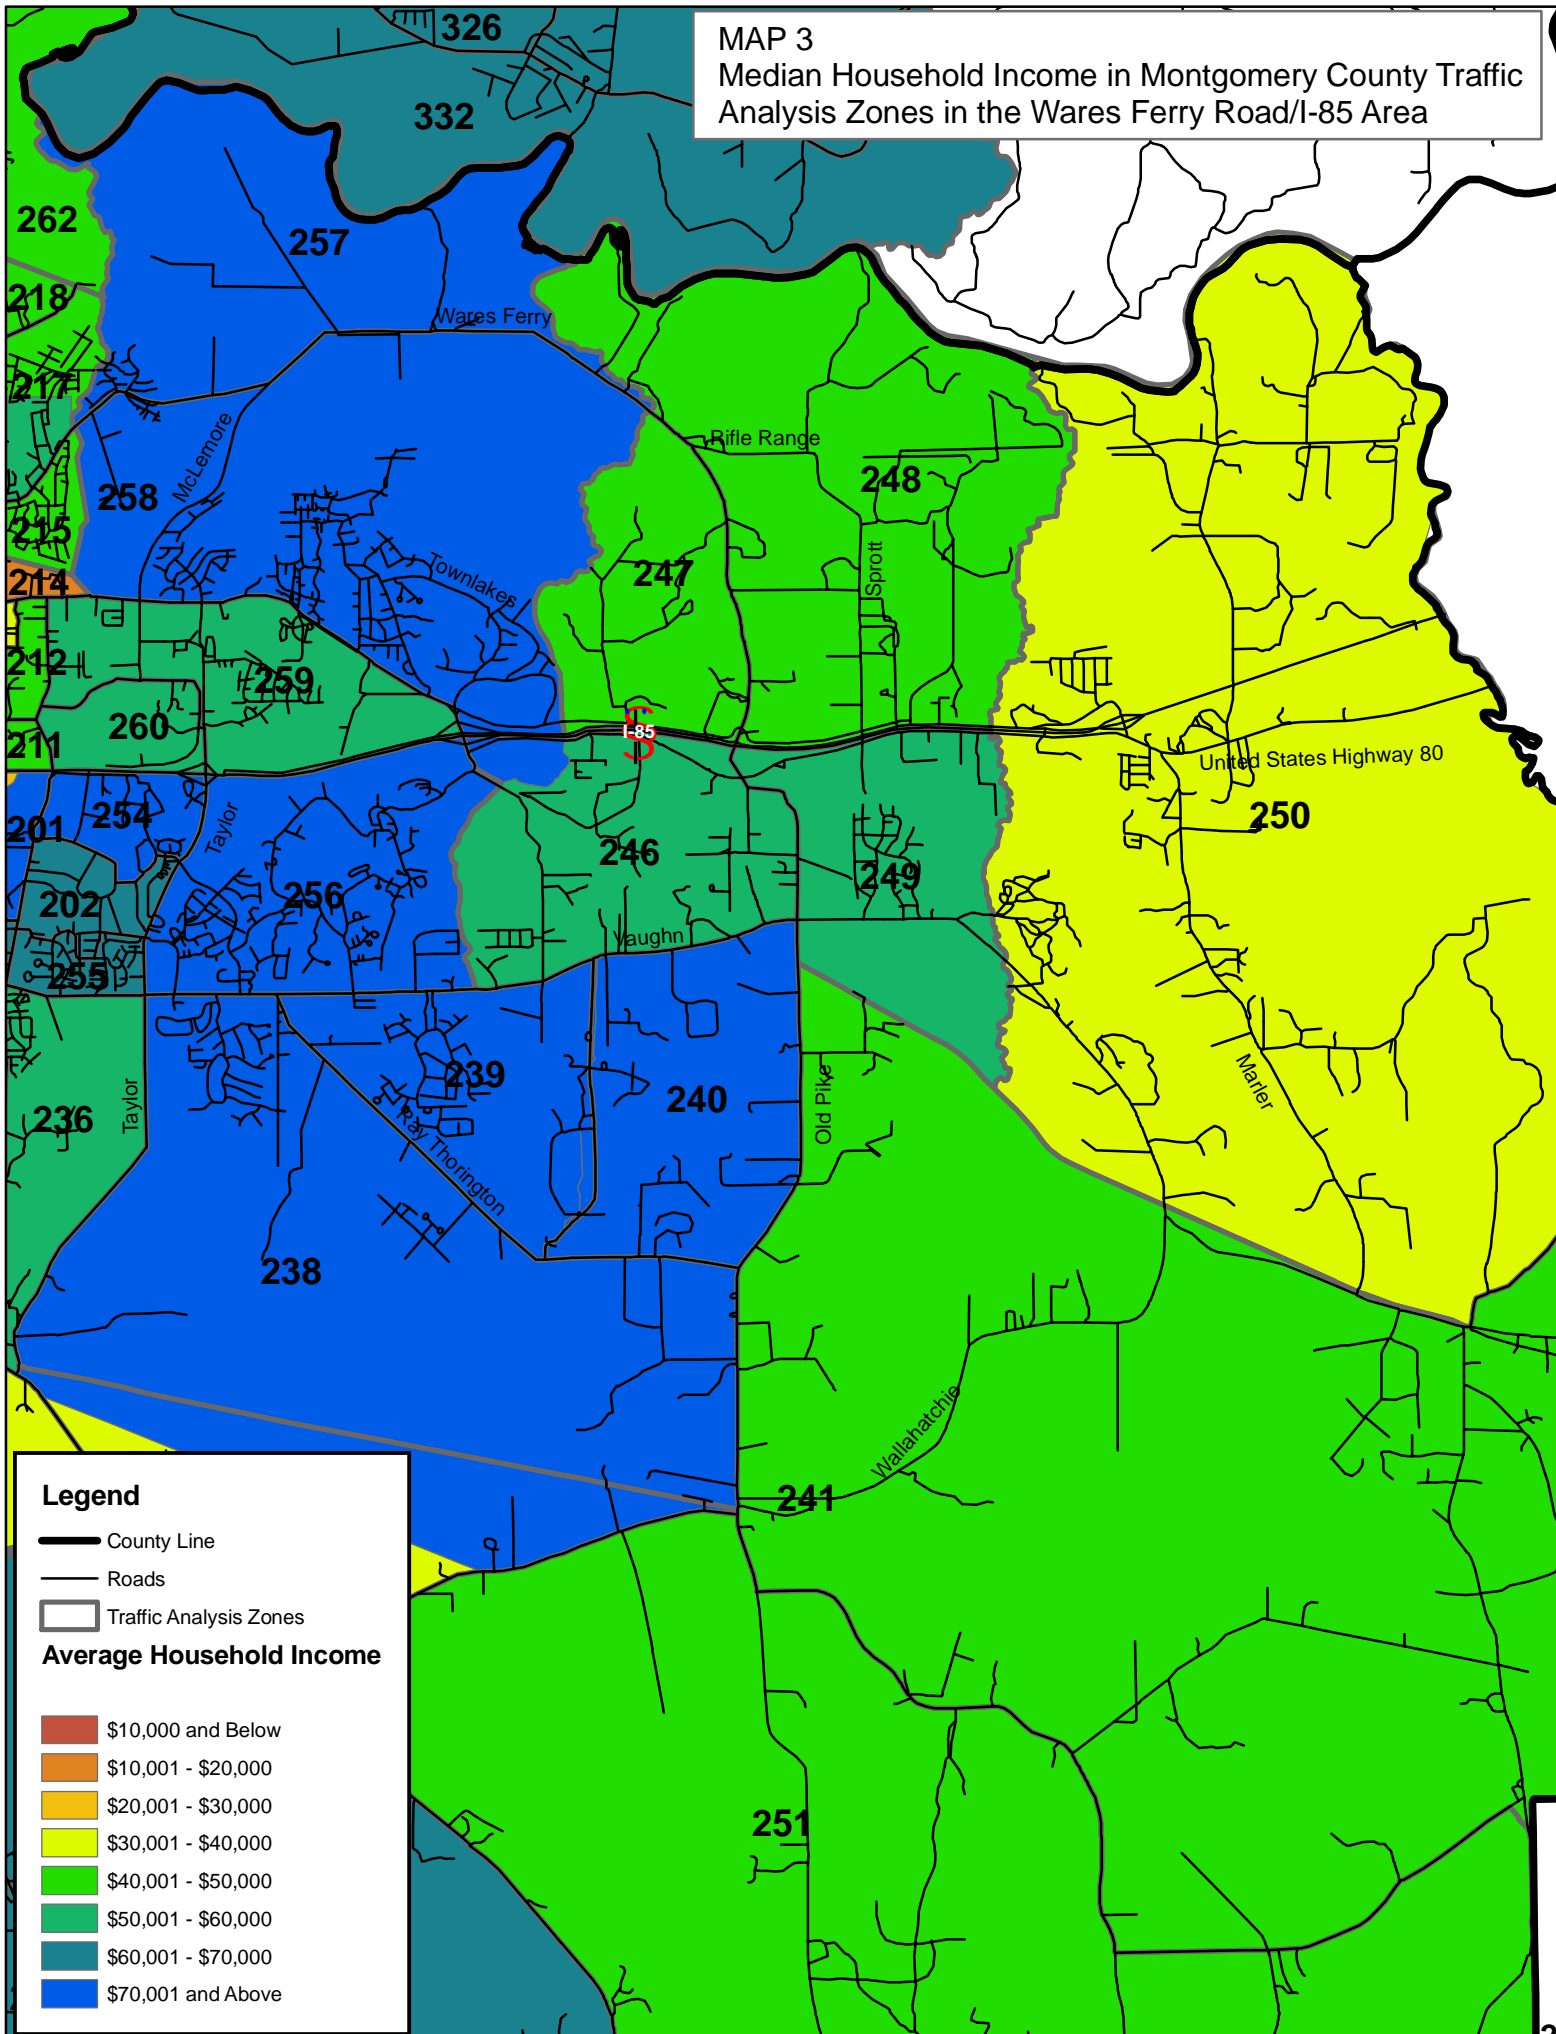 MAP 3
Median Household Income in Montgomery County Traffic
Analysis Zones in the Wares Ferry Road/I-85 Area
326
332
262
257
218
Wares Ferry
217
McLemore
Rifle Range
258
248
215
Townlakes
Sprott
214
247
212
259
260
I-85
211
United States Highway 80
201
254
Taylor
250
246
249
256
202
Vaughn
255
239
240
Old Pike
Marler
236
Taylor
Ray Thorington
238
Wallahatchie
241
251
Legend
County Line
Roads
Traffic Analysis Zones
Average Household Income
$10,000 and Below
$10,001 - $20,000
$20,001 - $30,000
$30,001 - $40,000
$40,001 - $50,000
$50,001 - $60,000
$60,001 - $70,000
$70,001 and Above